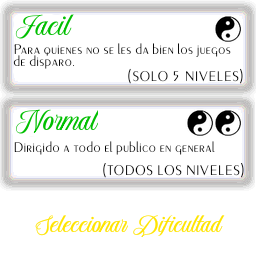 Facil
Para quienes no se les da bien los juegos
de disparo.
(SOLO 5 NIVELES)
Normal
Dirigido a todo el publico en general
(TODOS LOS NIVELES)
Seleccionar Dificultad